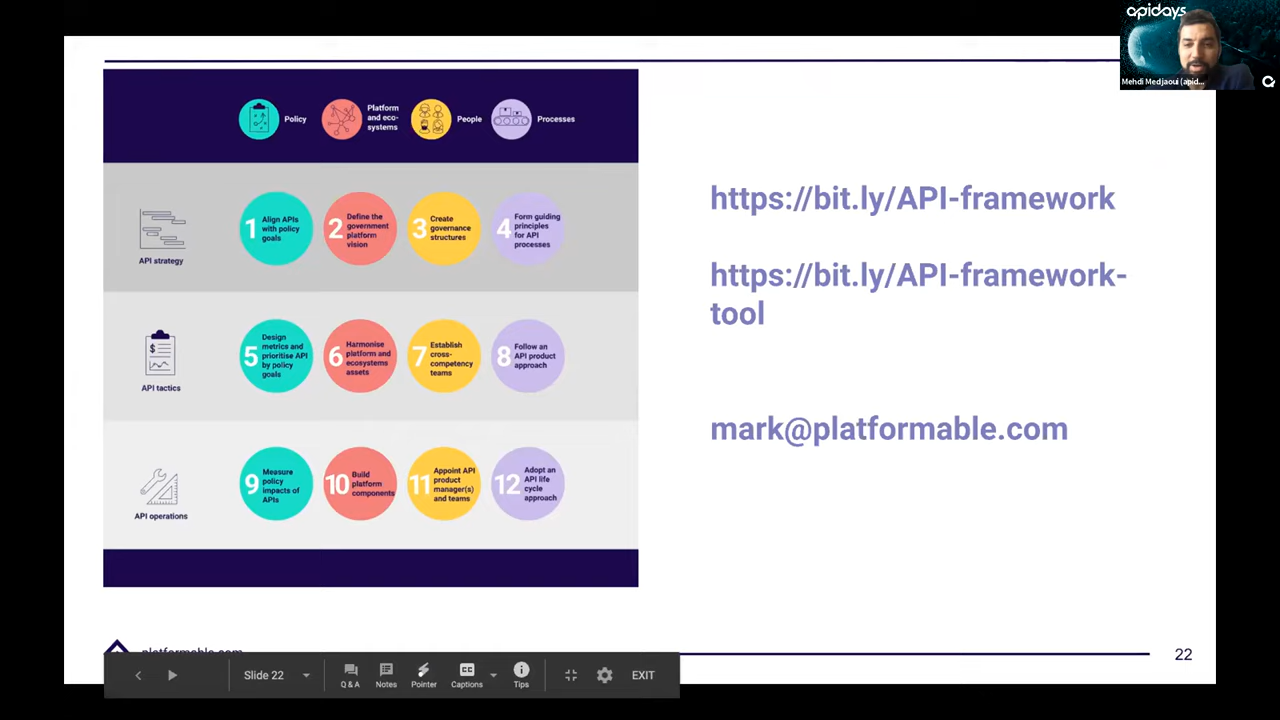 apidays
Mehdi Medjaoui (apid...
Policy
Platform
and eco-
systems
People
Processes
API strategy
1 Align APIs
with policy
goals
2 Define the
government
platform
vision
3 Create
governance
structures
4 Form guiding
principles
for API
processes
API tactics
5 Design
metrics and
prioritise API
by policy
goals
6 Harmonise
platform and
ecosystems
assets
7 Establish
cross-
competency
teams
8 Follow an
API product
approach
API operations
9 Measure
policy
impacts of
APIs
10 Build
platform
components
11 Appoint API
product
manager(s)
and teams
12 Adopt an
API life
cycle
approach
https://bit.ly/API-framework
https://bit.ly/API-framework-
tool
mark@platformable.com
platformable.com
22
Slide 22
Q & A
Notes
Pointer
CC
Captions
Tips
EXIT